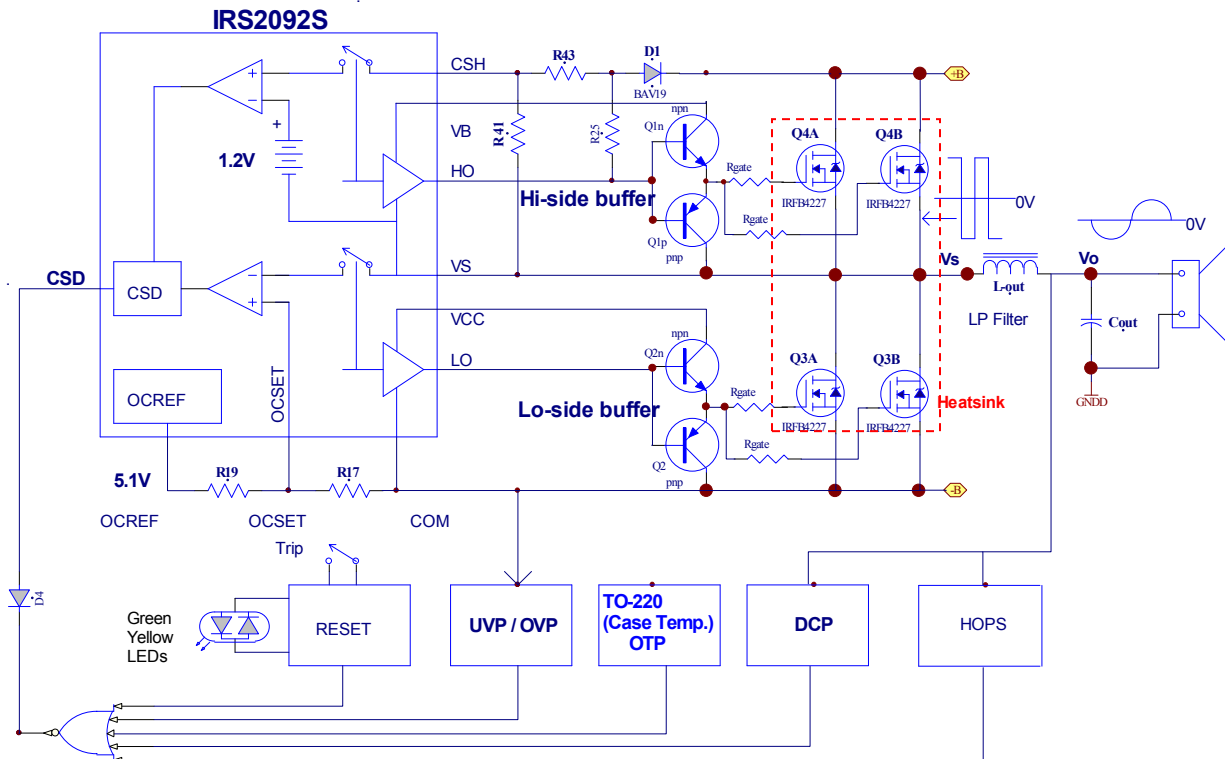 IRS2092S
CSH
R43
D1
BAV19
+B
VB
R41
R25
Q1n
npn
1.2V
HO
Hi-side buffer
Q1p
pnp
Rgate
Rgate
Q4A
IRFB4227
Q4B
IRFB4227
0V
0V
CSD
CSD
VS
Vs
L-out
Vo
LP Filter
Cout
GNDD
VCC
npn
Q2n
LO
Lo-side buffer
Q2
pnp
Rgate
Rgate
Q3A
IRFB4227
Q3B
IRFB4227
Heatsink
OCREF
OCSET
5.1V
R19
R17
-B
OCREF
OCSET
COM
Trip
D4
Green
Yellow
LEDs
RESET
UVP / OVP
TO-220
(Case Temp.)
OTP
DCP
HOPS